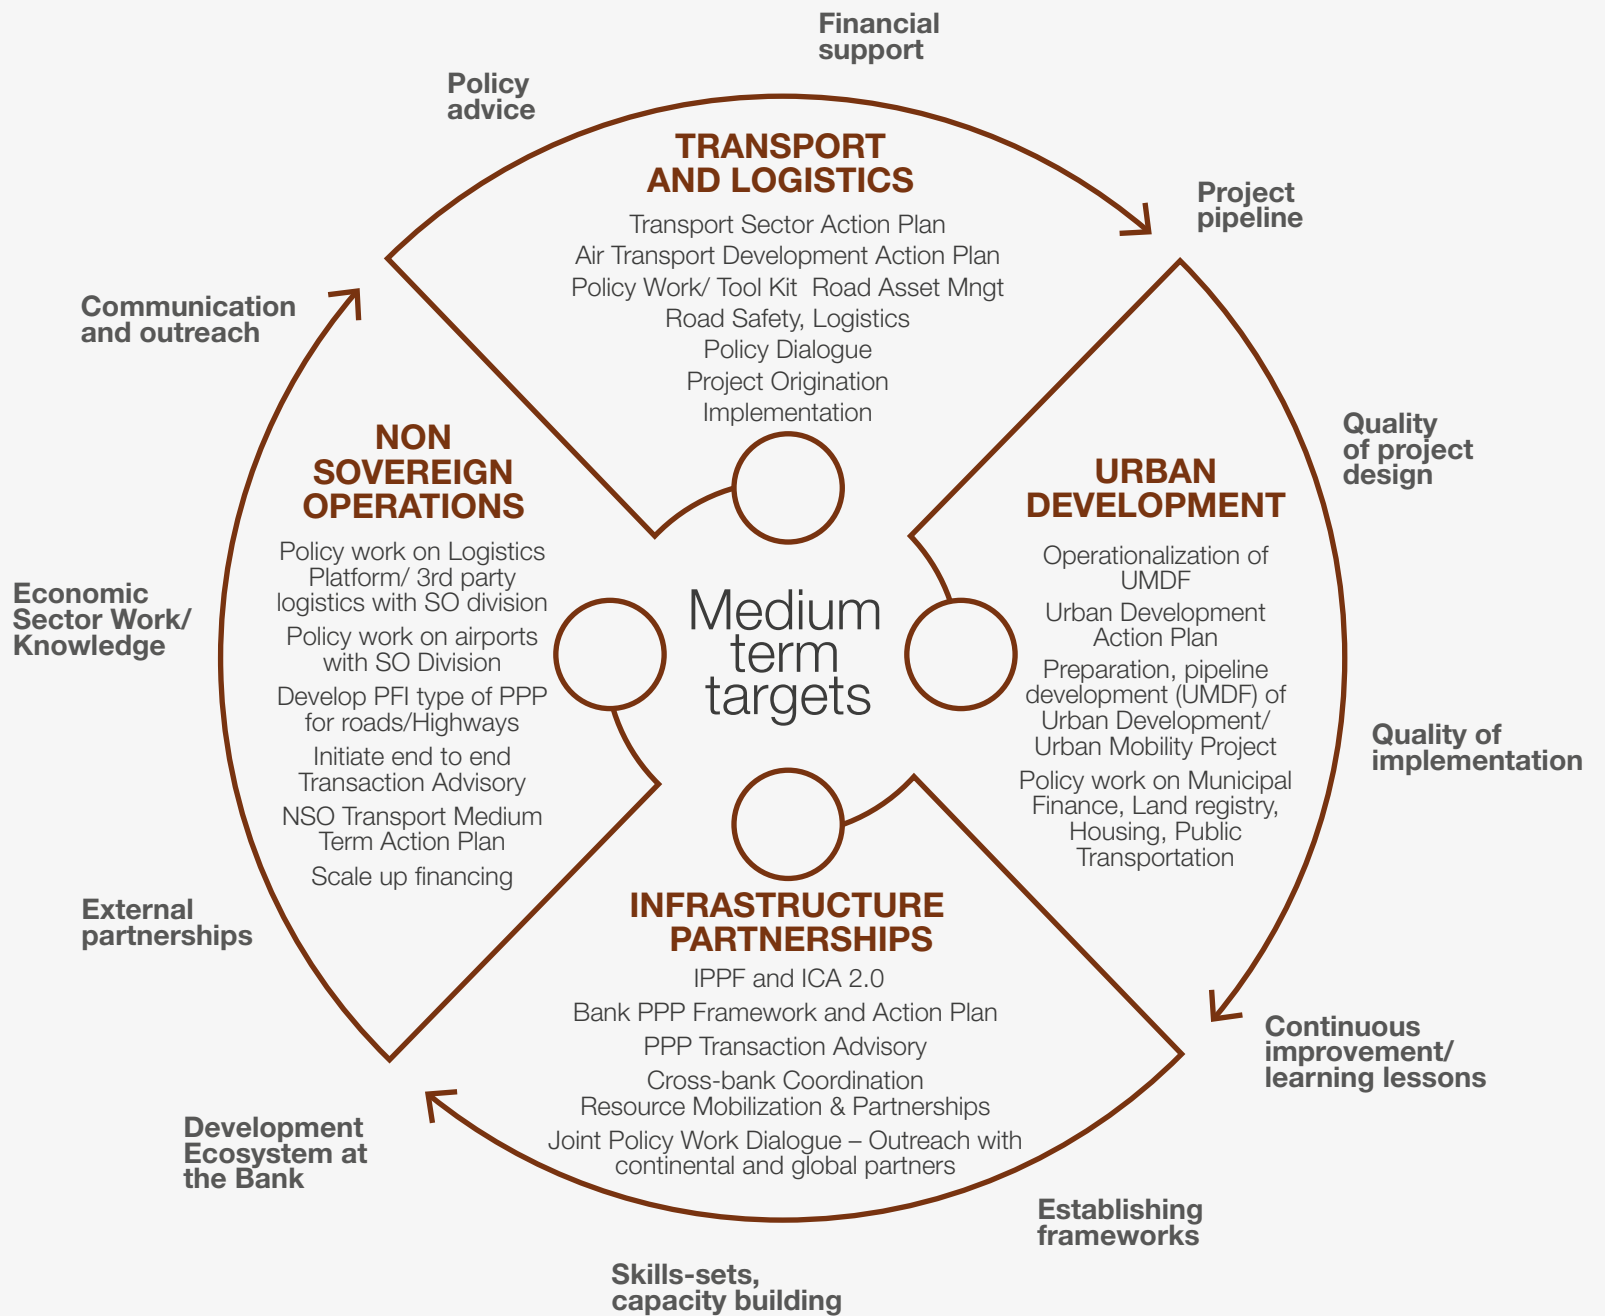 Financial
support
Policy
advice
TRANSPORT
AND LOGISTICS
Transport Sector Action Plan
Air Transport Development Action Plan
Policy Work/ Tool Kit  Road Asset Mngt
Road Safety, Logistics
Policy Dialogue
Project Origination
Implementation
Project
pipeline
Communication
and outreach
Quality
of project
design
NON
SOVEREIGN
OPERATIONS
Policy work on Logistics
Platform/ 3rd party
logistics with SO division
Policy work on airports
with SO Division
Develop PFI type of PPP
for roads/Highways
Initiate end to end
Transaction Advisory
NSO Transport Medium
Term Action Plan
Scale up financing
Medium
term
targets
URBAN
DEVELOPMENT
Operationalization of
UMDF
Urban Development
Action Plan
Preparation, pipeline
development (UMDF) of
Urban Development/
Urban Mobility Project
Policy work on Municipal
Finance, Land registry,
Housing, Public
Transportation
Economic
Sector Work/
Knowledge
Quality of
implementation
External
partnerships
INFRASTRUCTURE
PARTNERSHIPS
IPPF and ICA 2.0
Bank PPP Framework and Action Plan
PPP Transaction Advisory
Cross-bank Coordination
Resource Mobilization & Partnerships
Joint Policy Work Dialogue – Outreach with
continental and global partners
Continuous
improvement/
learning lessons
Development
Ecosystem at
the Bank
Establishing
frameworks
Skills-sets,
capacity building